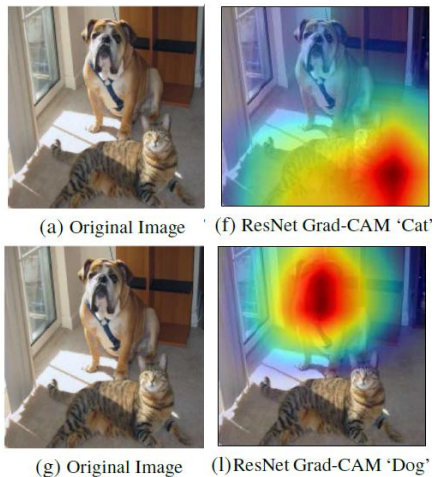 (a) Original Image
(f) ResNet Grad-CAM ‘Cat’
(g) Original Image
(l)ResNet Grad-CAM ‘Dog’